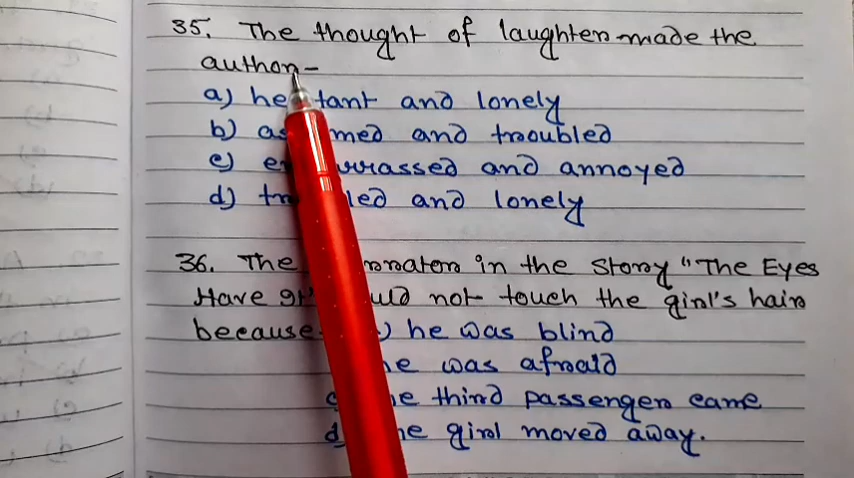 35. The thought of laughter made the
author-
a) he tant and lonely
b) as med and troubled
c) e rrassed and annoyed
d) tr led and lonely
36. The rrator in the Story "The Eyes
Have It" uld not touch the girl's hair
because- ) he was blind
he was afraid
c) he third passenger came
d) he girl moved away.